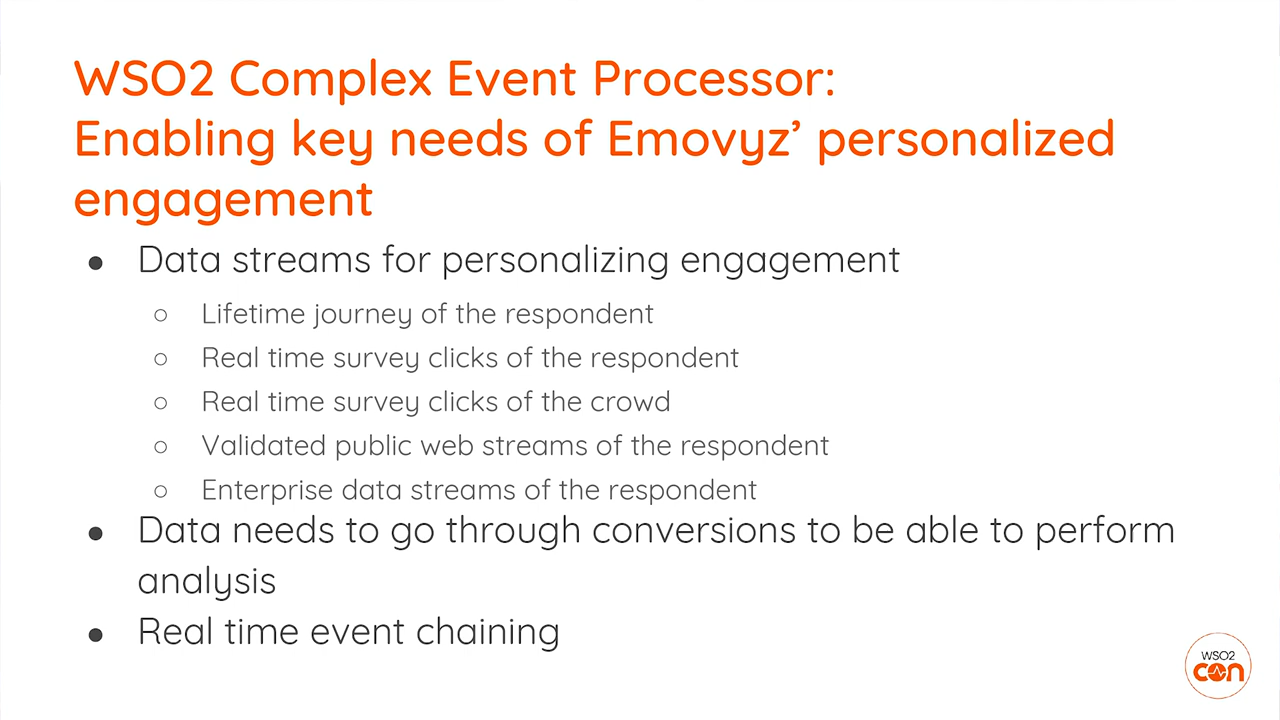 WSO2 Complex Event Processor:
Enabling key needs of Emovyz’ personalized
engagement
● Data streams for personalizing engagement
○ Lifetime journey of the respondent
○ Real time survey clicks of the respondent
○ Real time survey clicks of the crowd
○ Validated public web streams of the respondent
○ Enterprise data streams of the respondent
● Data needs to go through conversions to be able to perform
analysis
● Real time event chaining
WSO2
con